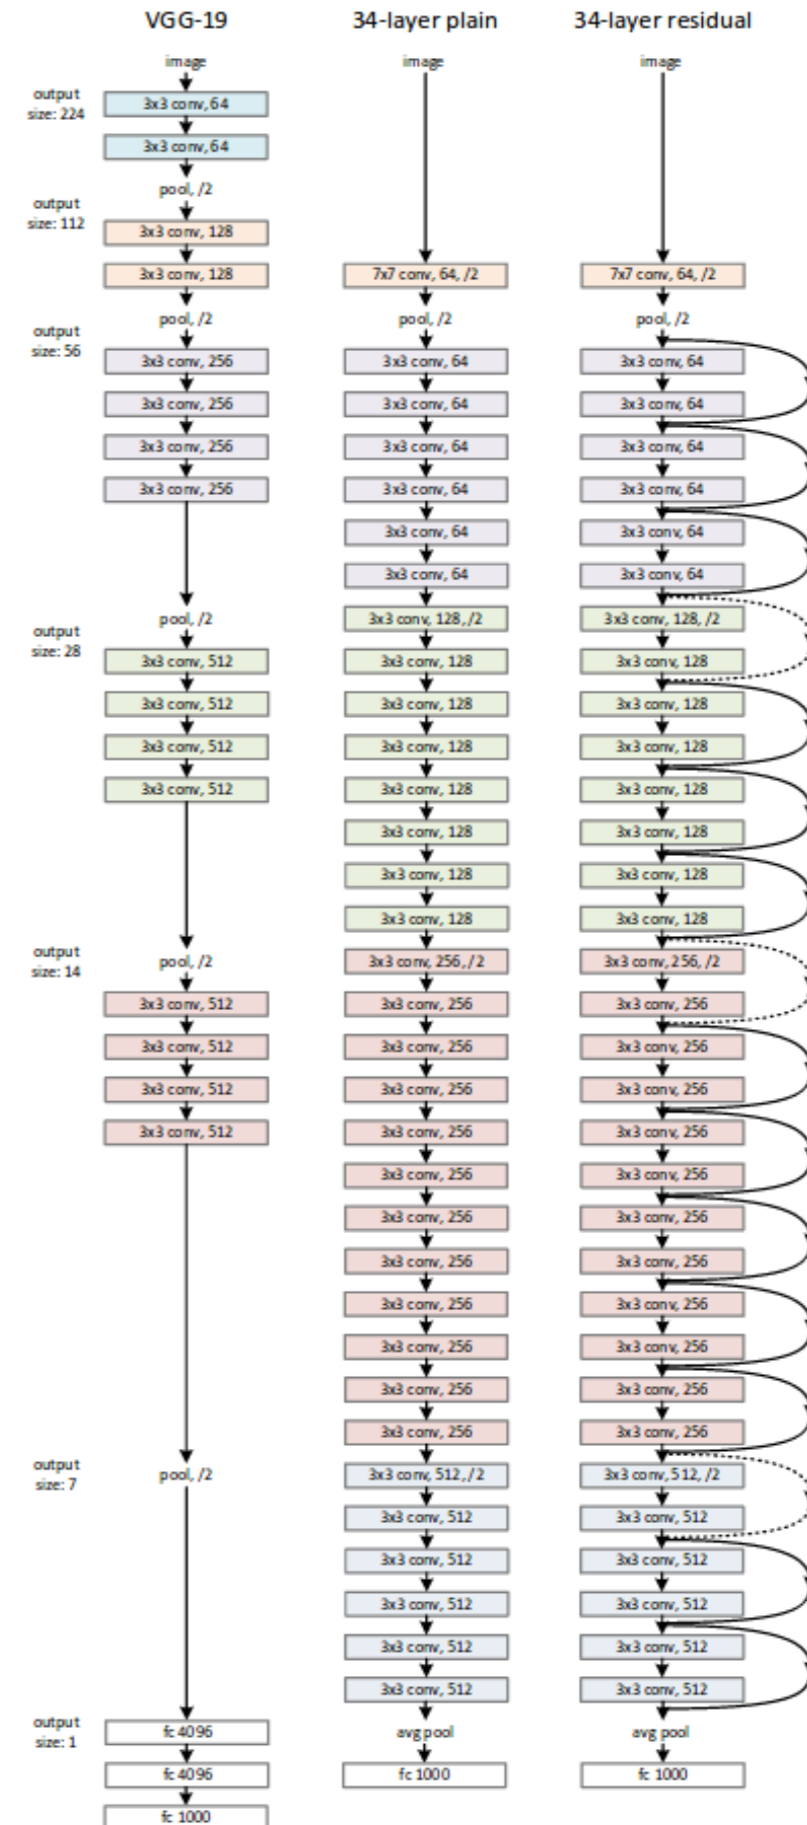 VGG-19
34-layer plain
34-layer residual
output
size: 224
output
size: 112
output
size: 56
output
size: 28
output
size: 14
output
size: 7
output
size: 1
image
3x3 conv, 64
3x3 conv, 64
pool, /2
3x3 conv, 128
3x3 conv, 128
pool, /2
3x3 conv, 256
3x3 conv, 256
3x3 conv, 256
3x3 conv, 256
pool, /2
3x3 conv, 512
3x3 conv, 512
3x3 conv, 512
3x3 conv, 512
pool, /2
3x3 conv, 512
3x3 conv, 512
3x3 conv, 512
3x3 conv, 512
pool, /2
fc 4096
fc 4096
fc 1000
image
7x7 conv, 64, /2
pool, /2
3x3 conv, 64
3x3 conv, 64
3x3 conv, 64
3x3 conv, 64
3x3 conv, 64
3x3 conv, 64
3x3 conv, 128, /2
3x3 conv, 128
3x3 conv, 128
3x3 conv, 128
3x3 conv, 128
3x3 conv, 128
3x3 conv, 128
3x3 conv, 128
3x3 conv, 256, /2
3x3 conv, 256
3x3 conv, 256
3x3 conv, 256
3x3 conv, 256
3x3 conv, 256
3x3 conv, 256
3x3 conv, 256
3x3 conv, 256
3x3 conv, 256
3x3 conv, 256
3x3 conv, 256
3x3 conv, 512, /2
3x3 conv, 512
3x3 conv, 512
3x3 conv, 512
3x3 conv, 512
3x3 conv, 512
avg pool
fc 1000
image
7x7 conv, 64, /2
pool, /2
3x3 conv, 64
3x3 conv, 64
3x3 conv, 64
3x3 conv, 64
3x3 conv, 64
3x3 conv, 64
3x3 conv, 128, /2
3x3 conv, 128
3x3 conv, 128
3x3 conv, 128
3x3 conv, 128
3x3 conv, 128
3x3 conv, 128
3x3 conv, 128
3x3 conv, 256, /2
3x3 conv, 256
3x3 conv, 256
3x3 conv, 256
3x3 conv, 256
3x3 conv, 256
3x3 conv, 256
3x3 conv, 256
3x3 conv, 256
3x3 conv, 256
3x3 conv, 256
3x3 conv, 256
3x3 conv, 512, /2
3x3 conv, 512
3x3 conv, 512
3x3 conv, 512
3x3 conv, 512
3x3 conv, 512
avg pool
fc 1000